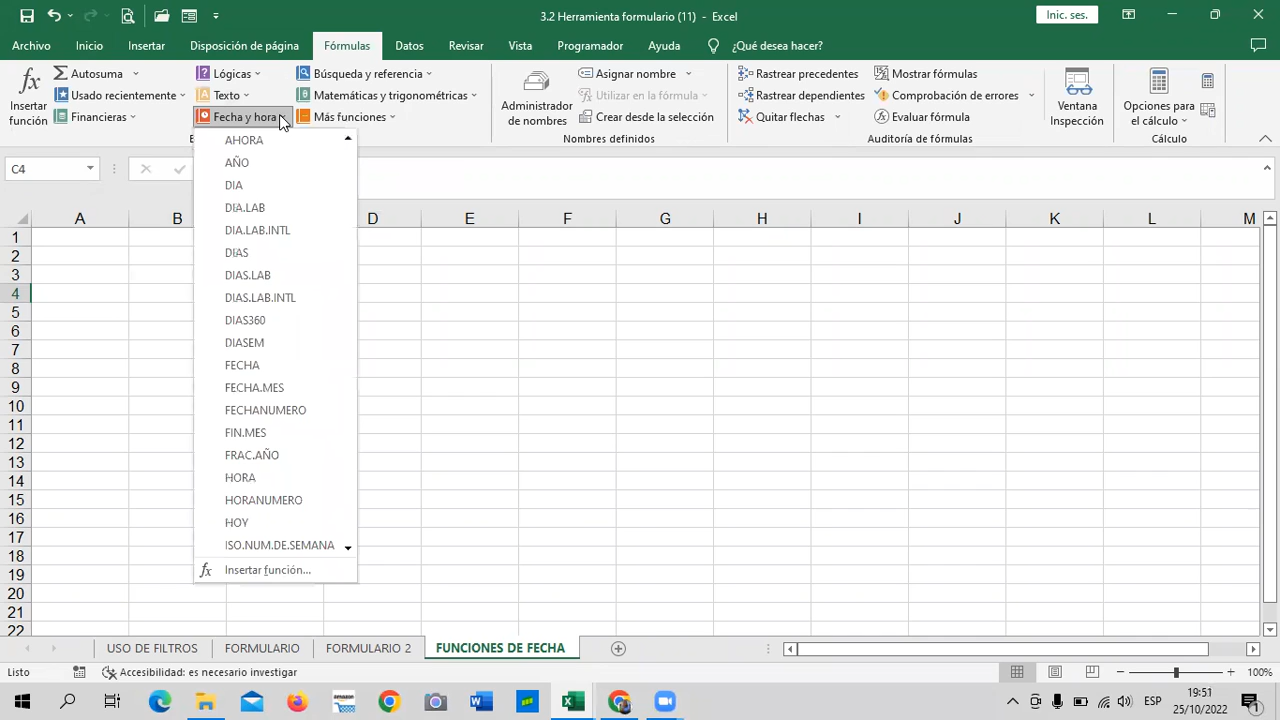 3.2 Herramienta formulario (11) - Excel
Inic. ses.
Archivo Inicio Insertar Disposición de página Fórmulas Datos Revisar Vista Programador Ayuda ¿Qué desea hacer?
Insertar función
Autosuma
Usado recientemente
Financieras
Lógicas
Texto
Fecha y hora
Búsqueda y referencia
Matemáticas y trigonométricas
Más funciones
Administrador de nombres
Asignar nombre
Utilizar en la fórmula
Crear desde la selección
Nombres definidos
Rastrear precedentes
Rastrear dependientes
Quitar flechas
Mostrar fórmulas
Comprobación de errores
Evaluar fórmula
Auditoría de fórmulas
Ventana Inspección
Opciones para el cálculo
Cálculo
C4
AHORA
AÑO
DIA
DIA.LAB
DIA.LAB.INTL
DIAS
DIAS.LAB
DIAS.LAB.INTL
DIAS360
DIASEM
FECHA
FECHA.MES
FECHANUMERO
FIN.MES
FRAC.AÑO
HORA
HORANUMERO
HOY
ISO.NUM.DE.SEMANA
fx Insertar función...
A B D E F G H I J K L M
1
2
3
4
5
6
7
8
9
10
11
12
13
14
15
16
17
18
19
20
21
22
USO DE FILTROS FORMULARIO FORMULARIO 2 FUNCIONES DE FECHA
Listo Accesibilidad: es necesario investigar 100%
ESP 19:51
25/10/2022